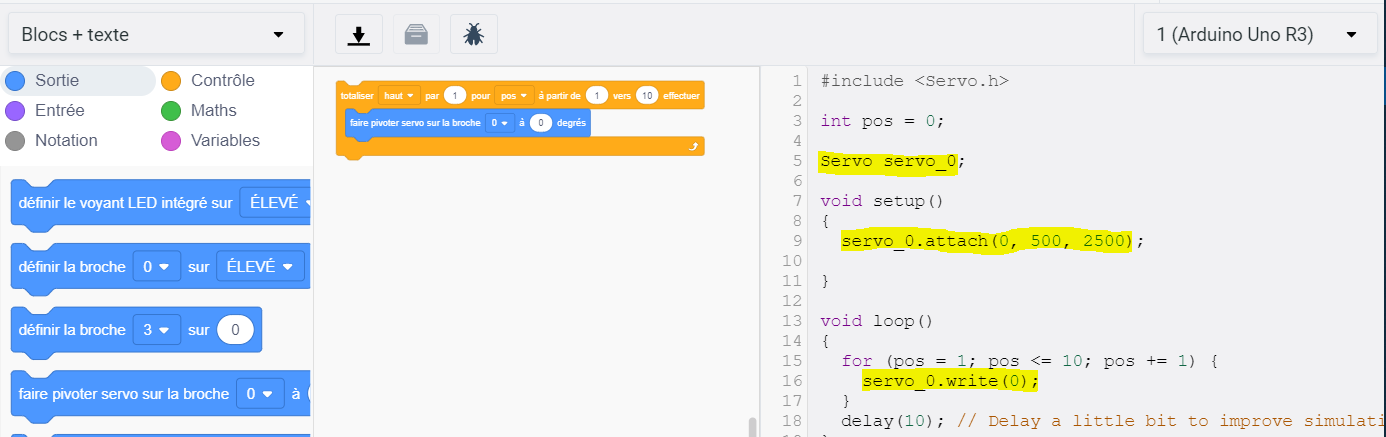 Blocs + texte
1 (Arduino Uno R3)
Sortie
Contrôle
Entrée
Maths
Notation
Variables
définir le voyant LED intégré sur ÉLEVÉ
définir la broche 0 sur ÉLEVÉ
définir la broche 3 sur 0
faire pivoter servo sur la broche 0 à
totaliser haut par 1 pour pos à partir de 1 vers 10 effectuer
faire pivoter servo sur la broche 0 à 0 degrés
1 #include <Servo.h>
2
3 int pos = 0;
4
5 Servo servo_0;
6
7 void setup()
8 {
9 servo_0.attach(0, 500, 2500);
10
11 }
12
13 void loop()
14 {
15 for (pos = 1; pos <= 10; pos += 1) {
16 servo_0.write(0);
17 }
18 delay(10); // Delay a little bit to improve simulati